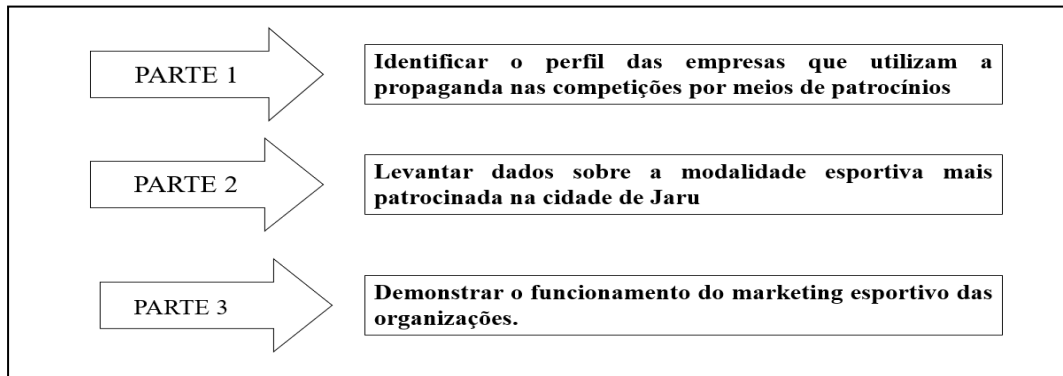 PARTE 1
Identificar o perfil das empresas que utilizam a
propaganda nas competições por meios de patrocínios
PARTE 2
Levantar dados sobre a modalidade esportiva mais
patrocinada na cidade de Jaru
PARTE 3
Demonstrar o funcionamento do marketing esportivo das
organizações.